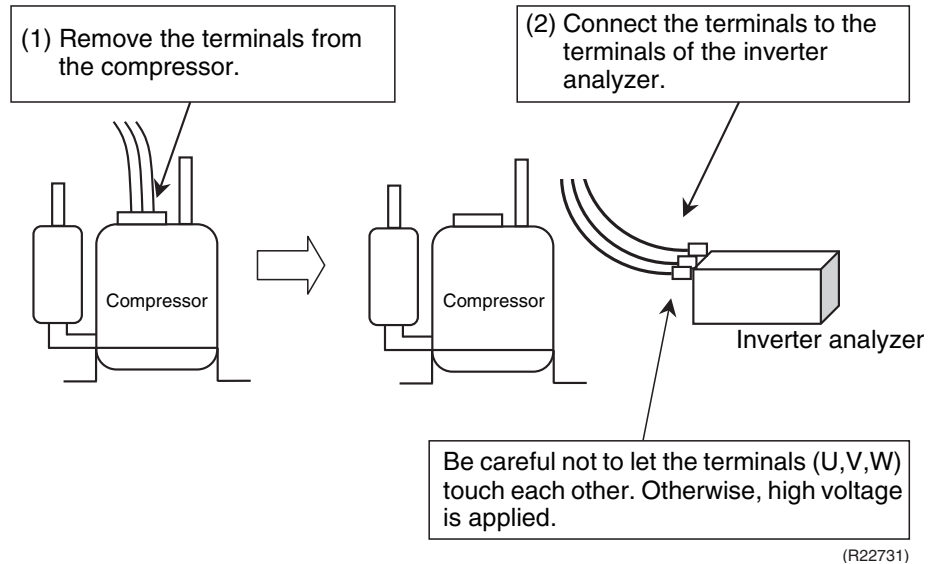 (1) Remove the terminals from
the compressor.
(2) Connect the terminals to the
terminals of the inverter
analyzer.
Compressor
Compressor
Inverter analyzer
Be careful not to let the terminals (U,V,W)
touch each other. Otherwise, high voltage
is applied.
(R22731)